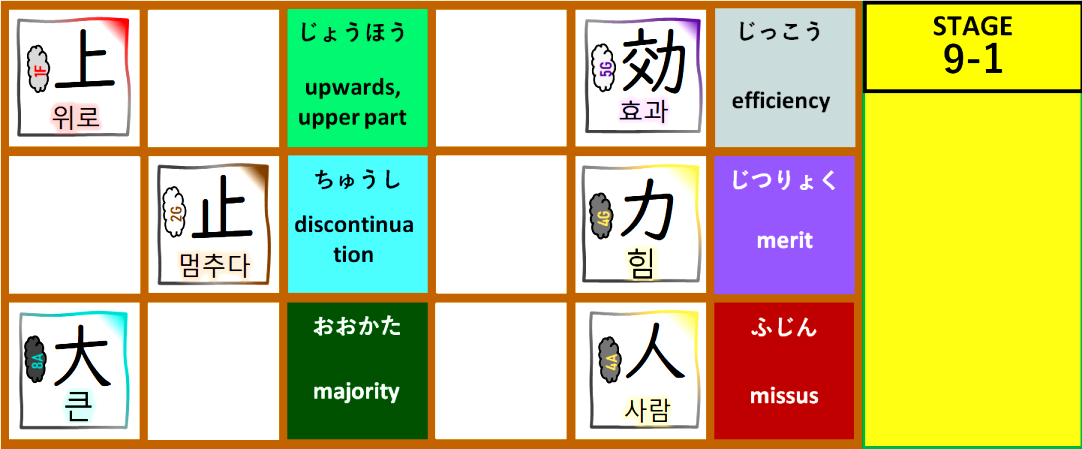 上
1F
위로
じょうほう
upwards,
upper part
効
5G
효과
じっこう
efficiency
STAGE
9-1
止
2G
멈추다
ちゅうし
discontinua
tion
力
4G
힘
じつりょく
merit
大
8A
큰
おおかた
majority
人
4A
사람
ふじん
missus